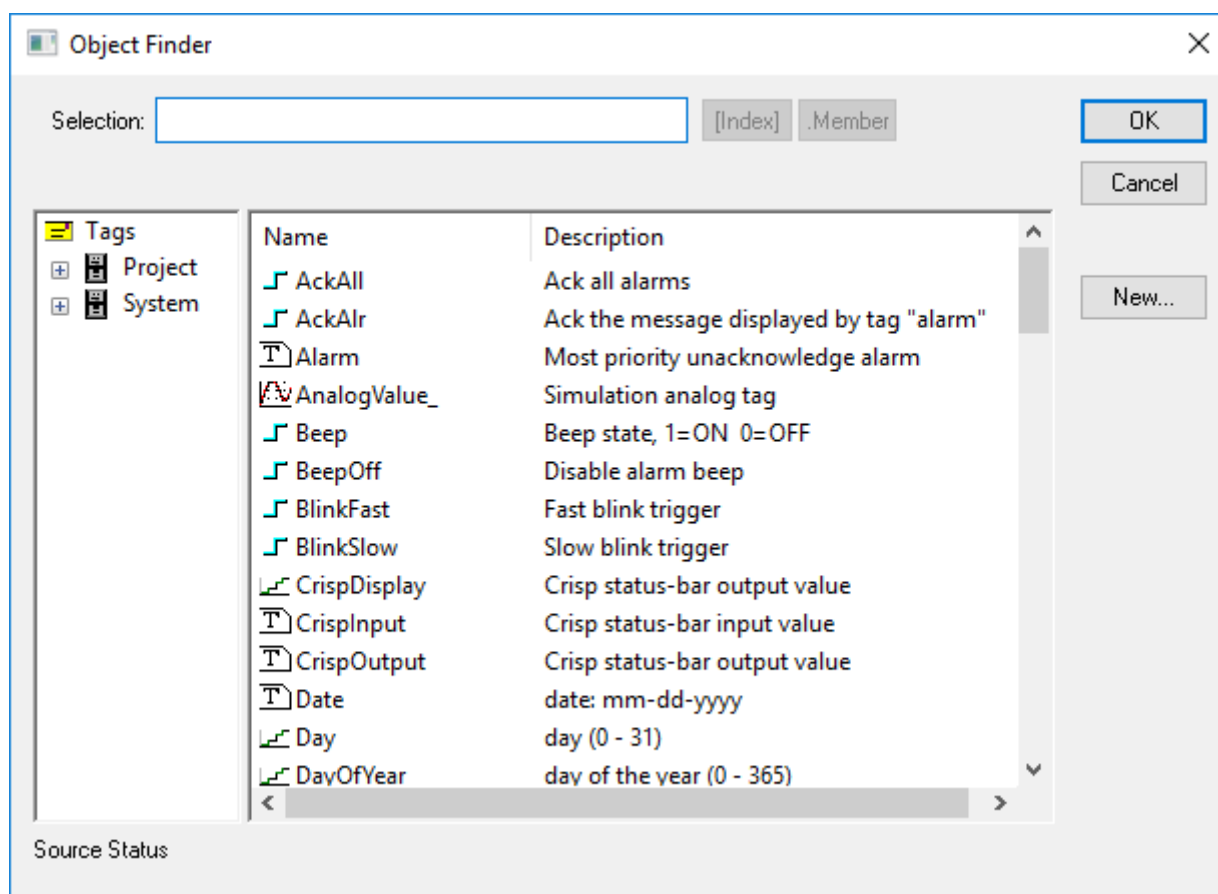 Object Finder
Selection: [Index] .Member OK
Cancel
New...
Tags
Project
System
Name Description
AckAll Ack all alarms
AckAlr Ack the message displayed by tag "alarm"
Alarm Most priority unacknowledge alarm
AnalogValue_ Simulation analog tag
Beep Beep state, 1=ON 0=OFF
BeepOff Disable alarm beep
BlinkFast Fast blink trigger
BlinkSlow Slow blink trigger
CrispDisplay Crisp status-bar output value
CrispInput Crisp status-bar input value
CrispOutput Crisp status-bar output value
Date date: mm-dd-yyyy
Day day (0 - 31)
DayOfYear day of the year (0 - 365)
Source Status